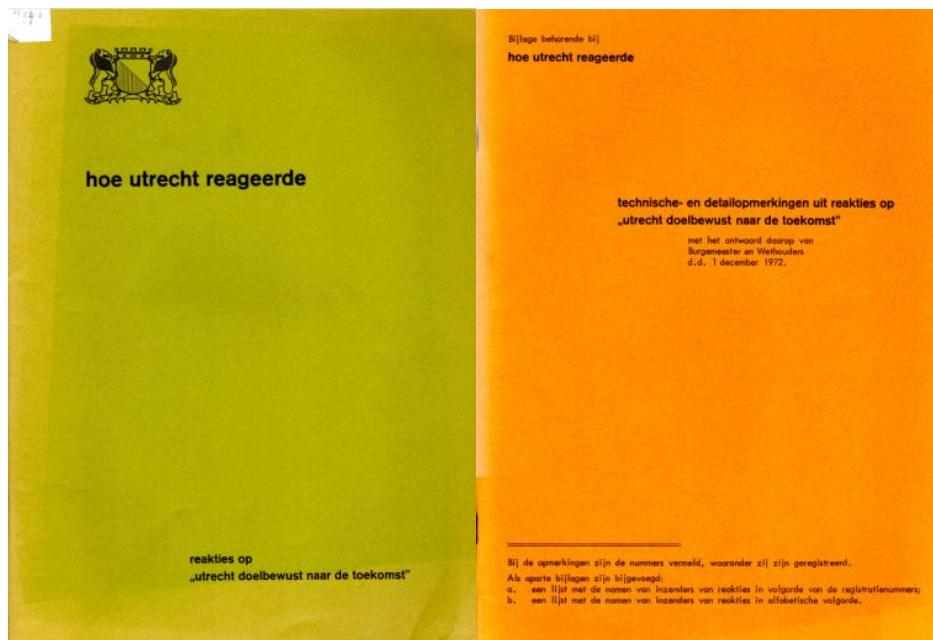 hoe utrecht reageerde
reakties op
„utrecht doelbewust naar de toekomst”
Bijlage behorende bij
hoe utrecht reageerde
technische- en detailopmerkingen uit reakties op
„utrecht doelbewust naar de toekomst”
met het antwoord daarop van
Burgemeester en Wethouders
d.d. 1 december 1972.
Bij de opmerkingen zijn de nummers vermeld, waaronder zij zijn geregistreerd.
Als aparte bijlagen zijn bijgevoegd:
a. een lijst met de namen van inzenders van reakties in volgorde van de registratienummers;
b. een lijst met de namen van inzenders van reakties in alfabetische volgorde.